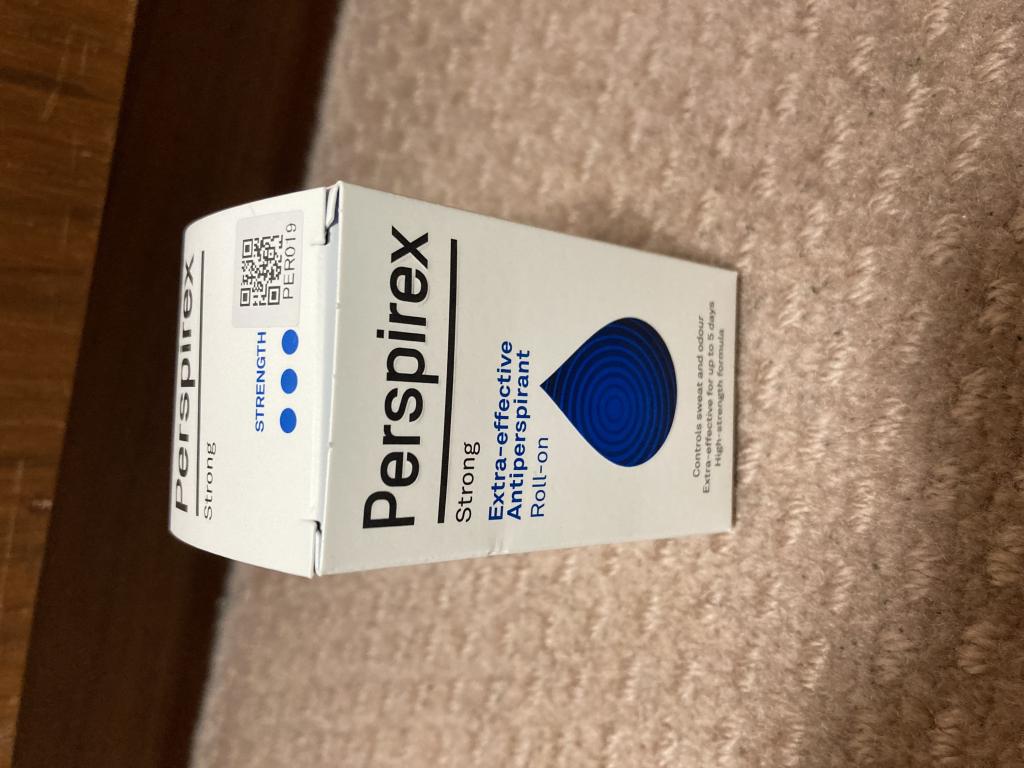 Perspirex
Strong
STRENGTH
PER019
Perspirex
Strong
Extra-effective
Antiperspirant
Roll-on
Controls sweat and odour
Extra-effective for up to 5 days
High-strength formula